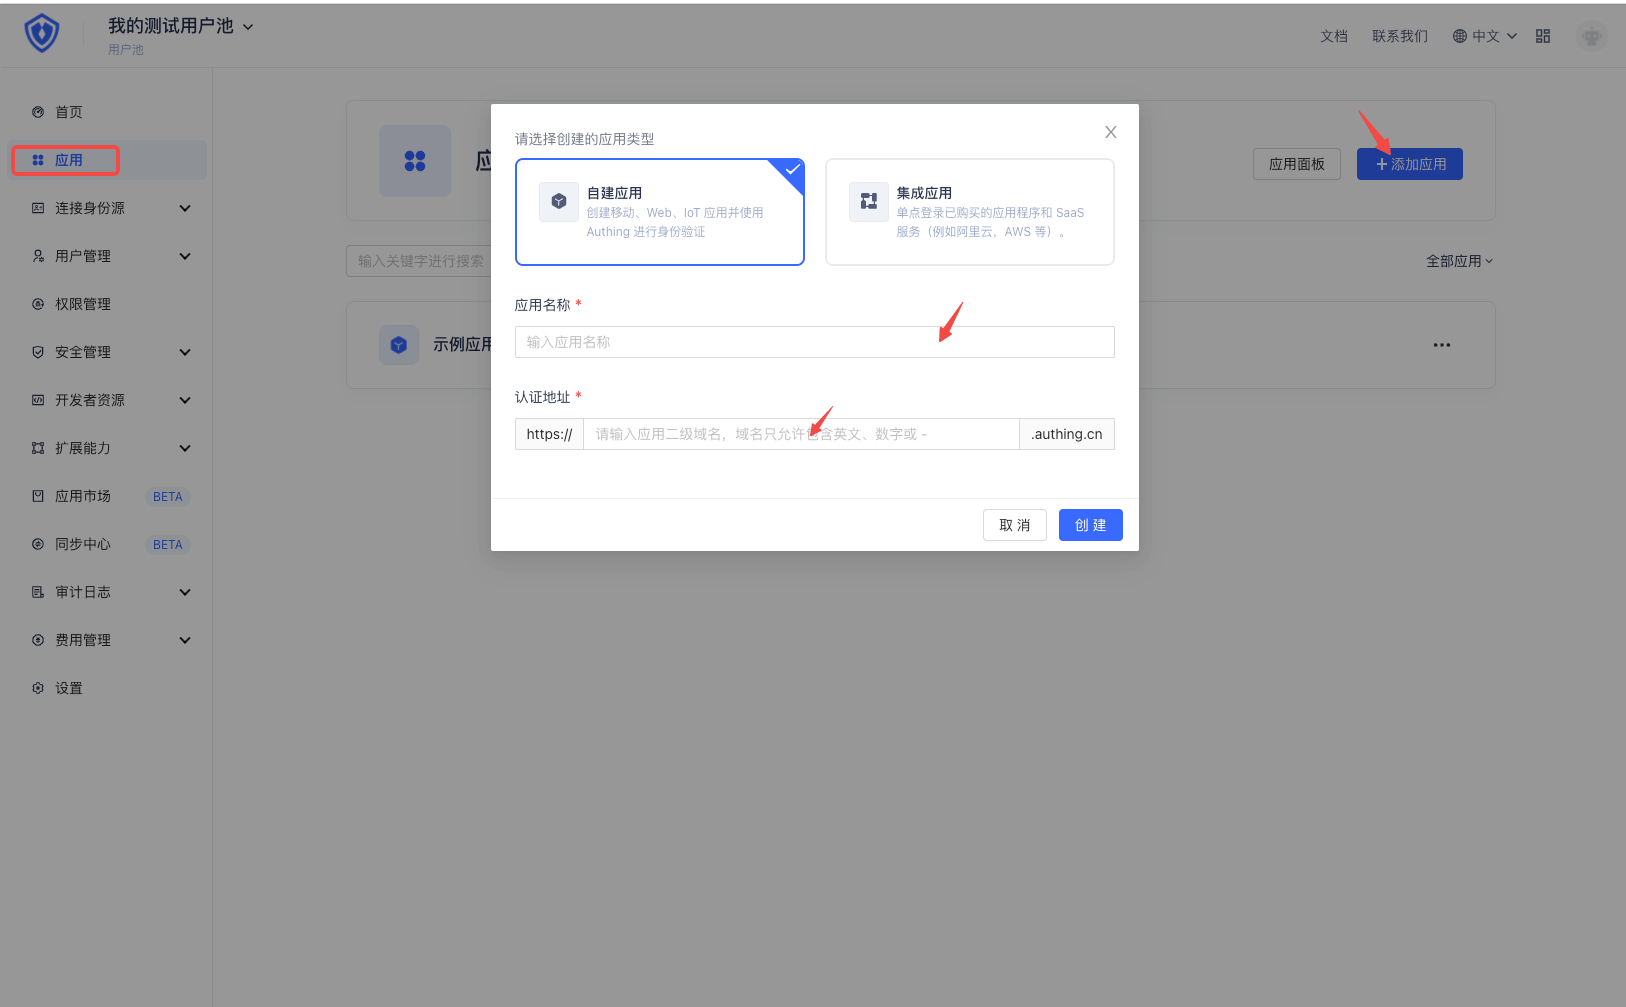 我的测试用户池
用户池
文档
联系我们
中文
首页
应用
连接身份源
用户管理
权限管理
安全管理
开发者资源
扩展能力
应用市场 BETA
同步中心 BETA
审计日志
费用管理
设置
应
应用面板
添加应用
输入关键字进行搜索
全部应用
示例应用
请选择创建的应用类型
自建应用
创建移动、Web、IoT 应用并使用
Authing 进行身份验证
集成应用
单点登录已购买的应用程序和 SaaS
服务（例如阿里云，AWS 等）。
应用名称 *
输入应用名称
认证地址 *
https:// 请输入应用二级域名，域名只允许包含英文、数字或 - .authing.cn
取 消
创 建